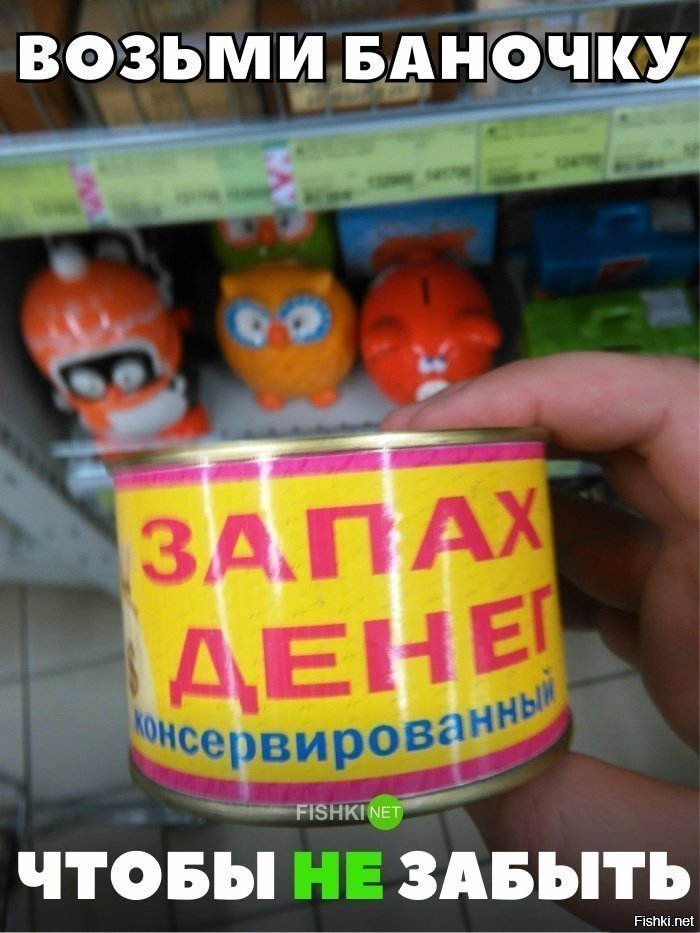 ВОЗЬМИ БАНОЧКУ
ЗАПАХ
ДЕНЕГ
консервированный
FISHKI NET
ЧТОБЫ НЕ ЗАБЫТЬ
Fishki.net